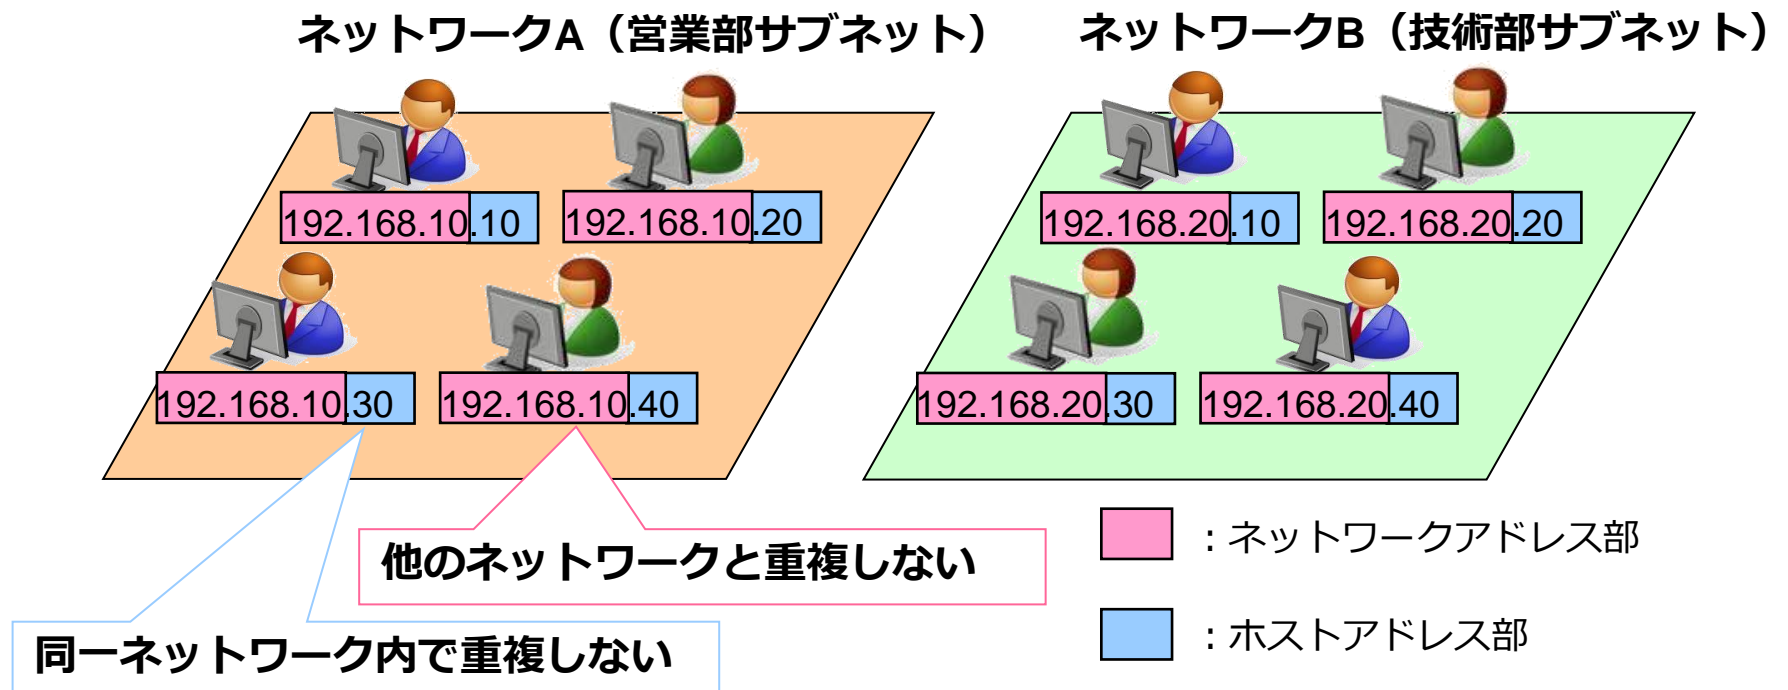 ネットワークA（営業部サブネット）
ネットワークB（技術部サブネット）
192.168.10.10
192.168.10.20
192.168.20.10
192.168.20.20
192.168.10.30
192.168.10.40
192.168.20.30
192.168.20.40
他のネットワークと重複しない
同一ネットワーク内で重複しない
：ネットワークアドレス部
：ホストアドレス部